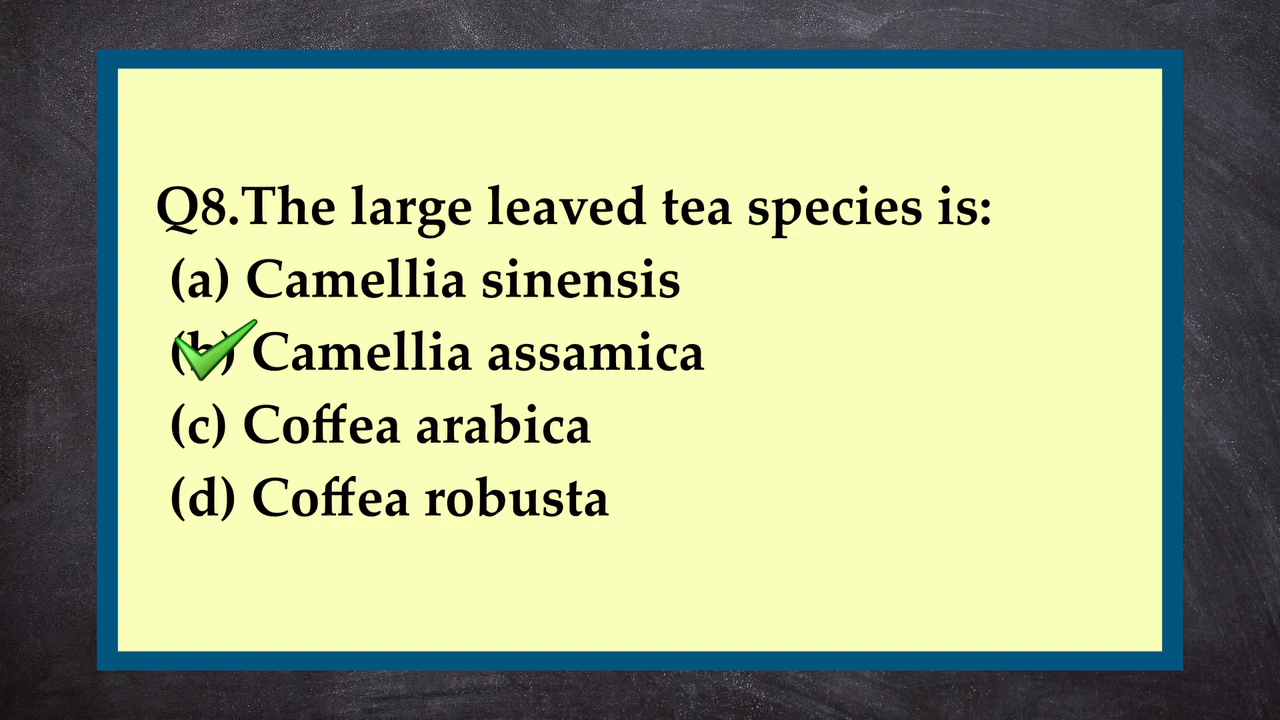 Q8.The large leaved tea species is:
(a) Camellia sinensis
(b) Camellia assamica
(c) Coffea arabica
(d) Coffea robusta